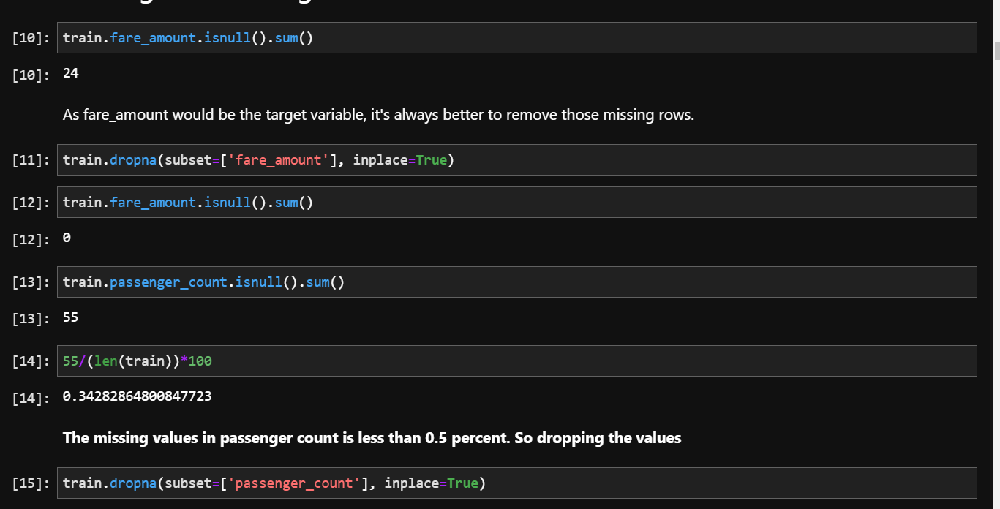 [10]: train.fare_amount.isnull().sum()
[10]: 24
As fare_amount would be the target variable, it's always better to remove those missing rows.
[11]: train.dropna(subset=['fare_amount'], inplace=True)
[12]: train.fare_amount.isnull().sum()
[12]: 0
[13]: train.passenger_count.isnull().sum()
[13]: 55
[14]: 55/(len(train))*100
[14]: 0.34282864800847723
The missing values in passenger count is less than 0.5 percent. So dropping the values
[15]: train.dropna(subset=['passenger_count'], inplace=True)